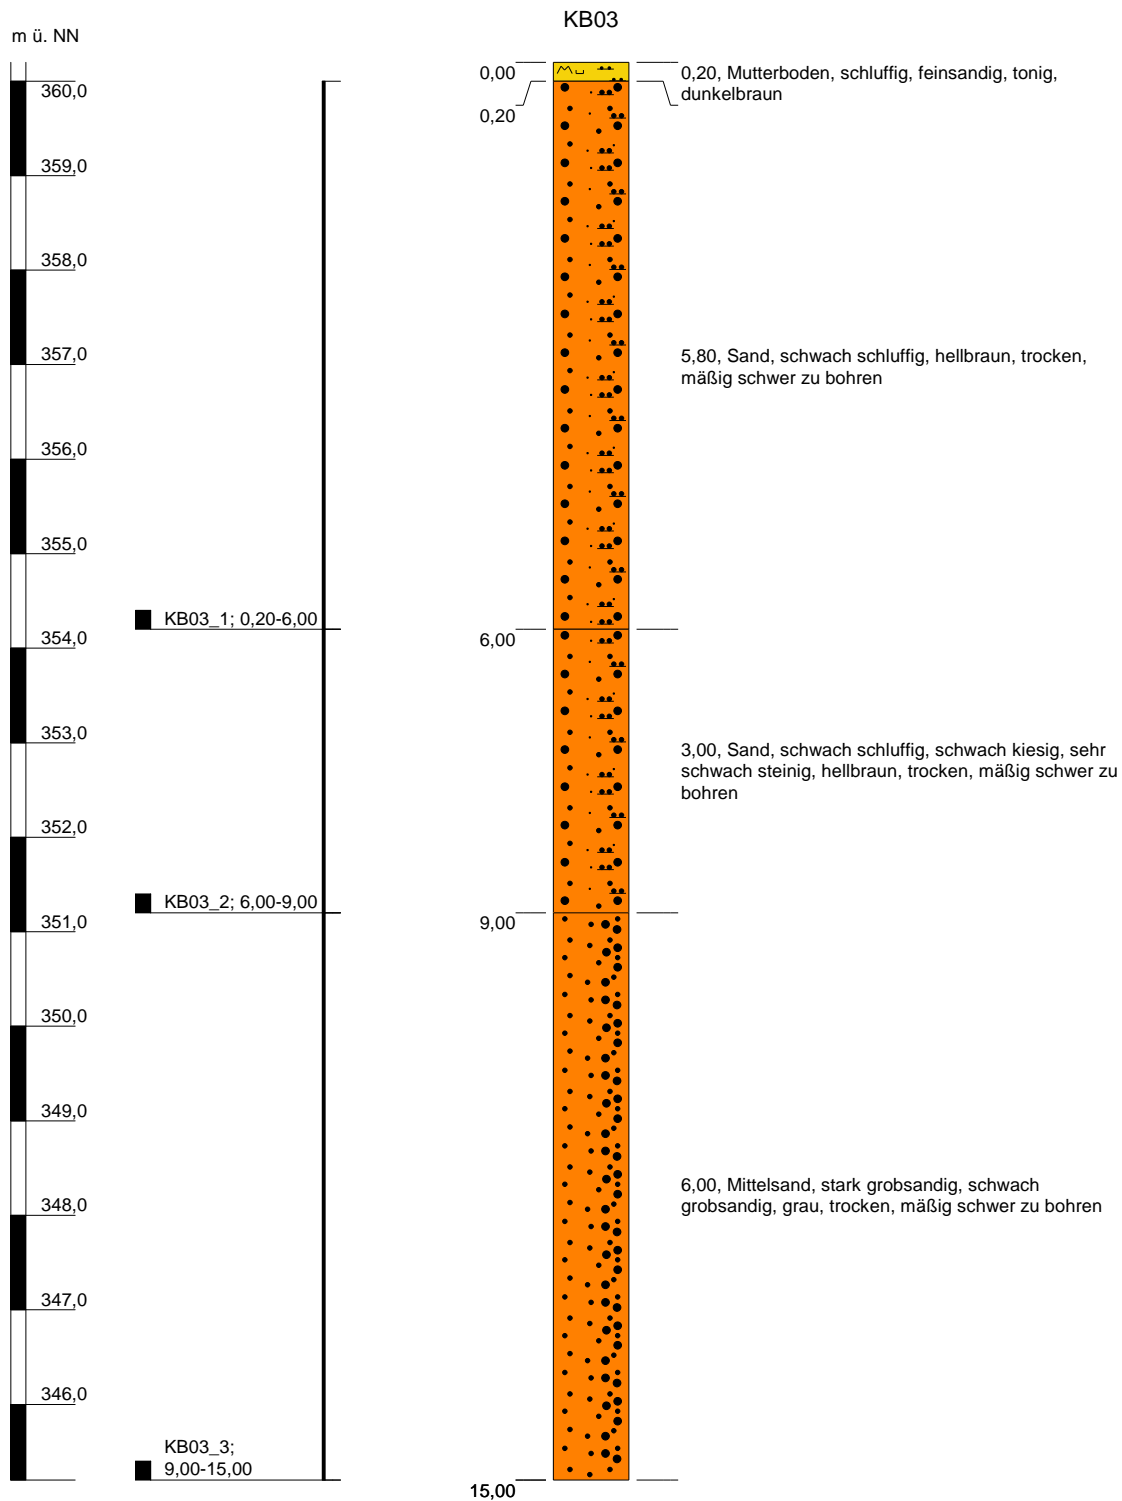 KB03
m ü. NN
360,0
359,0
358,0
357,0
356,0
355,0
354,0
353,0
352,0
351,0
350,0
349,0
348,0
347,0
346,0
KB03_1; 0,20-6,00
KB03_2; 6,00-9,00
KB03_3;
9,00-15,00
0,00
0,20
6,00
9,00
15,00
0,20, Mutterboden, schluffig, feinsandig, tonig,
dunkelbraun
5,80, Sand, schwach schluffig, hellbraun, trocken,
mäßig schwer zu bohren
3,00, Sand, schwach schluffig, schwach kiesig, sehr
schwach steinig, hellbraun, trocken, mäßig schwer zu
bohren
6,00, Mittelsand, stark grobsandig, schwach
grobsandig, grau, trocken, mäßig schwer zu bohren